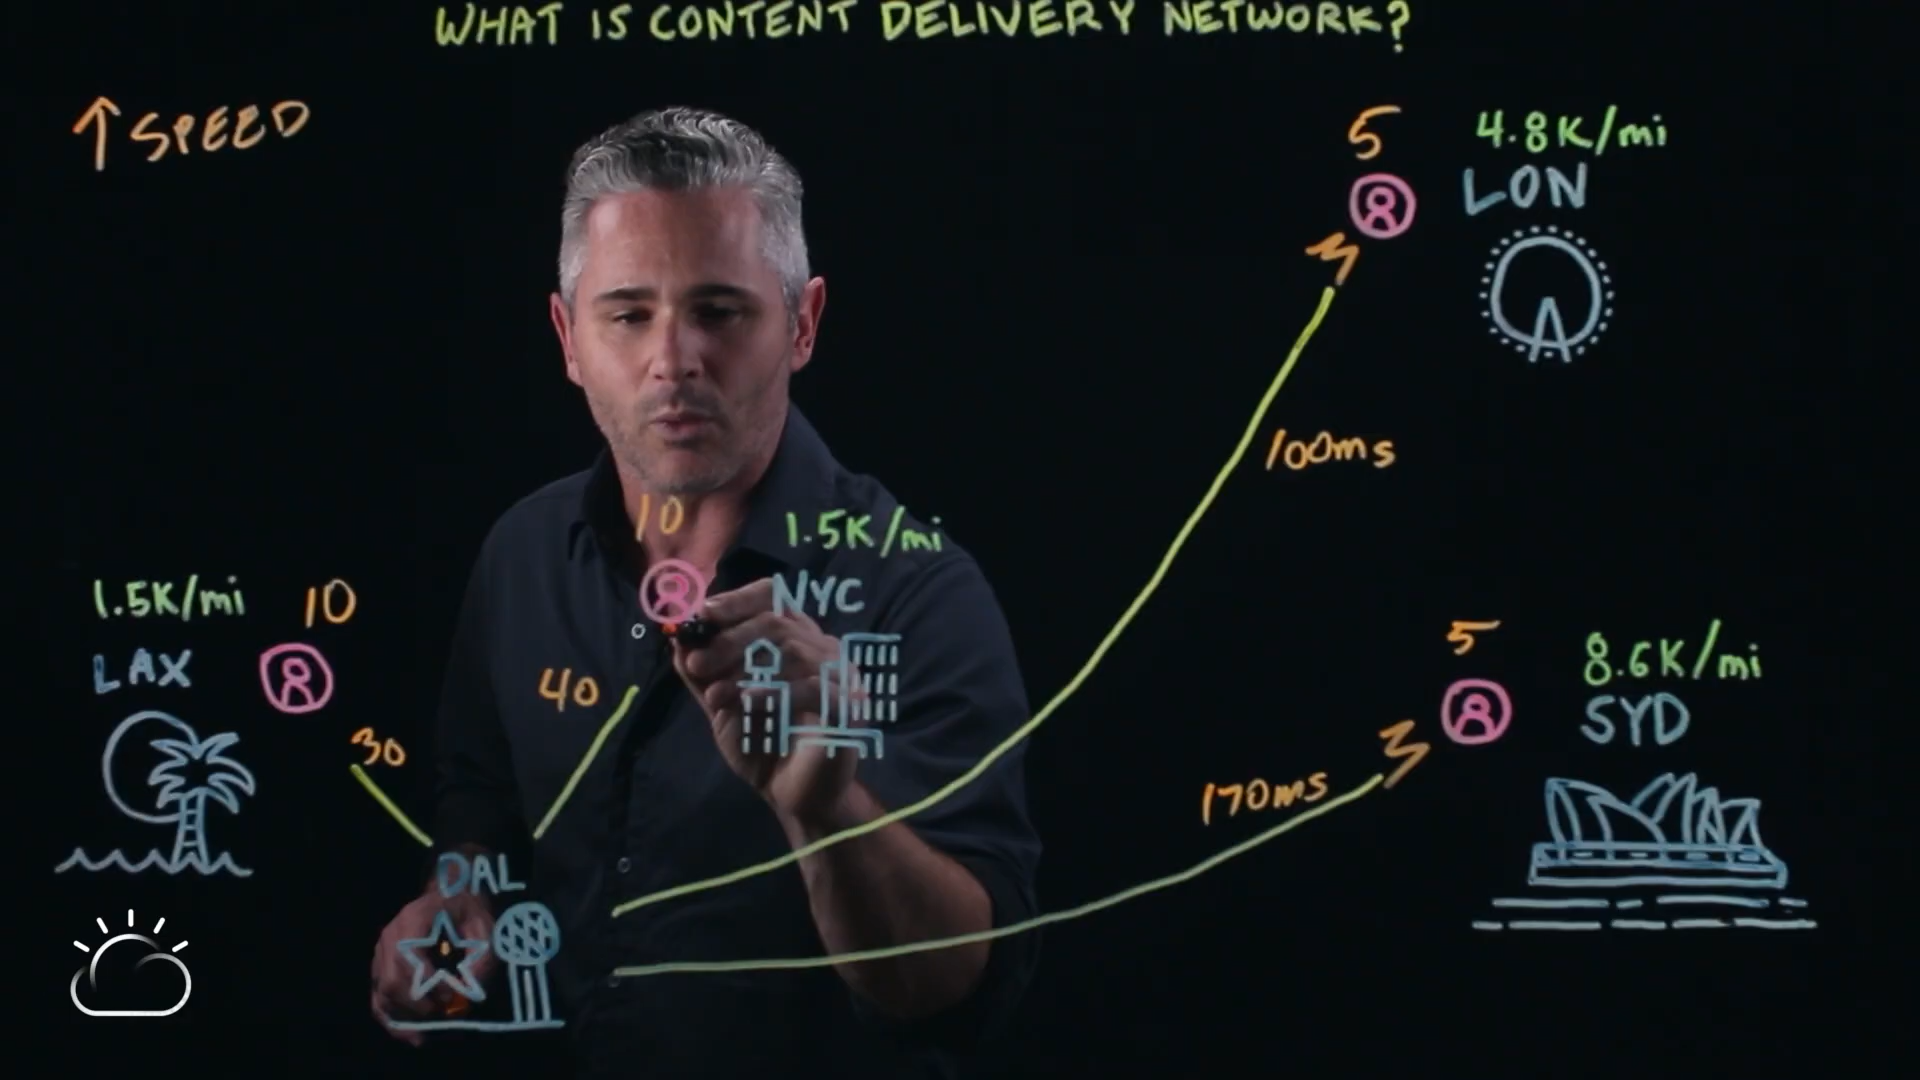 WHAT IS CONTENT DELIVERY NETWORK?
↑ SPEED
5
4.8K/mi
LON
100ms
10
1.5K/mi
NYC
40
1.5K/mi
10
LAX
30
DAL
5
8.6K/mi
SYD
170ms